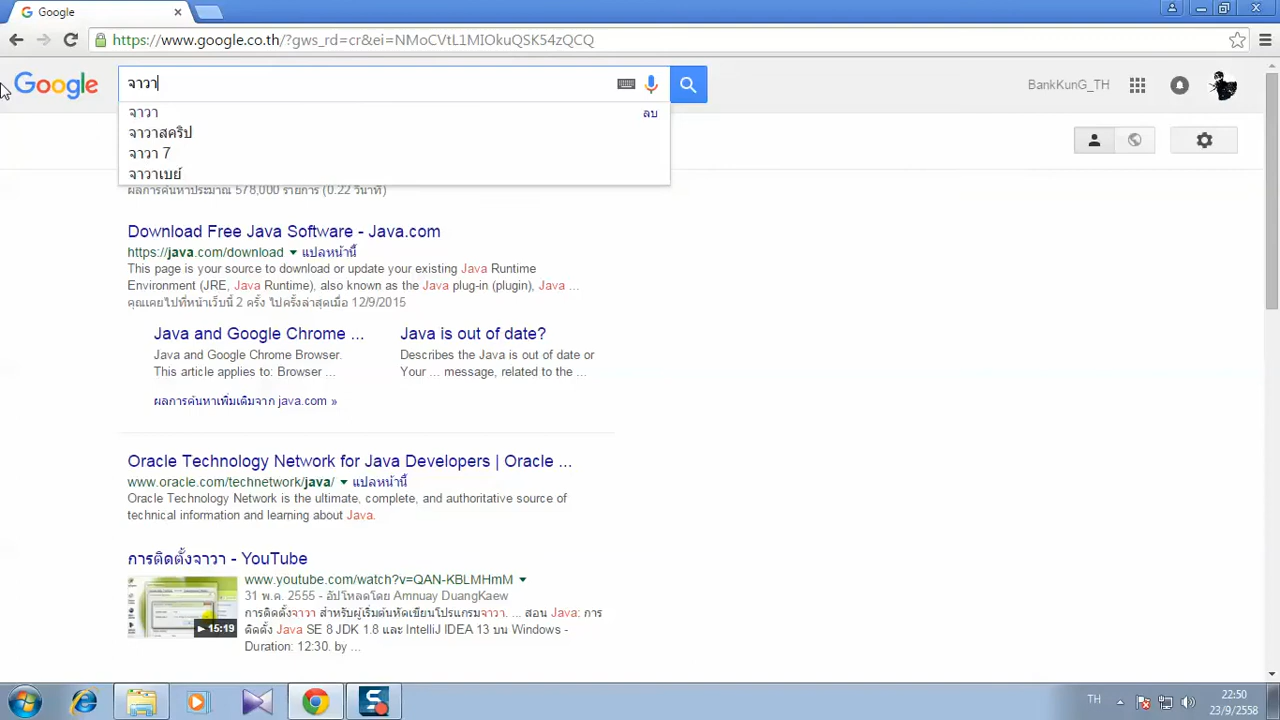 Google
https://www.google.co.th/?gws_rd=cr&ei=NMoCVtL1MIOkuQSK54zQCQ
Google
จาวา
BankKunG_TH
จาวา
ลบ
จาวาสคริป
จาวา 7
จาวาเบย์
ผลการค้นหาประมาณ 578,000 รายการ (0.22 วินาที)
Download Free Java Software - Java.com
https://java.com/download ▼ แปลหน้านี้
This page is your source to download or update your existing Java Runtime
Environment (JRE, Java Runtime), also known as the Java plug-in (plugin), Java ...
คุณเคยไปที่หน้าเว็บนี้ 2 ครั้ง ไปครั้งล่าสุดเมื่อ 12/9/2015
Java and Google Chrome ...
Java and Google Chrome Browser.
This article applies to: Browser ...
Java is out of date?
Describes the Java is out of date or
Your ... message, related to the ...
ผลการค้นหาเพิ่มเติมจาก java.com »
Oracle Technology Network for Java Developers | Oracle ...
www.oracle.com/technetwork/java/ ▼ แปลหน้านี้
Oracle Technology Network is the ultimate, complete, and authoritative source of
technical information and learning about Java.
การติดตั้งจาวา - YouTube
www.youtube.com/watch?v=QAN-KBLMHmM ▼
31 พ.ค. 2555 - อัปโหลดโดย Amnuay DuangKaew
การติดตั้งจาวา สำหรับผู้เริ่มต้นหัดเขียนโปรแกรมจาวา. ... สอน Java: การ
ติดตั้ง Java SE 8 JDK 1.8 และ IntelliJ IDEA 13 บน Windows -
Duration: 12:30. by ...
15:19
TH
22:50
23/9/2558